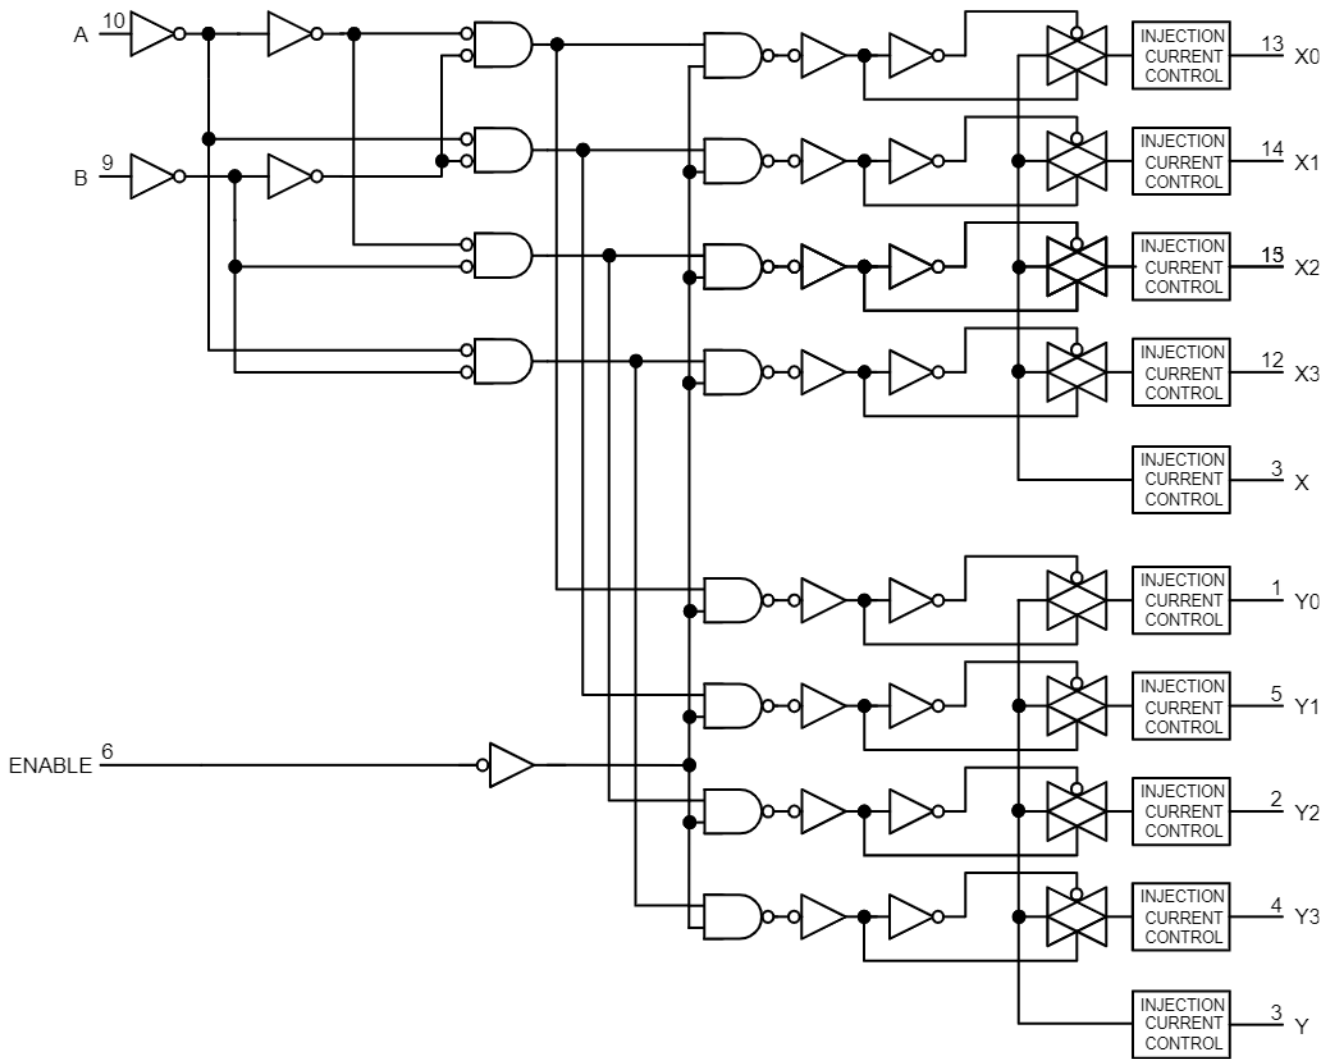 A 10
INJECTION
CURRENT
CONTROL
13 X0
INJECTION
CURRENT
CONTROL
14 X1
B 9
INJECTION
CURRENT
CONTROL
X2
INJECTION
CURRENT
CONTROL
12 X3
INJECTION
CURRENT
CONTROL
3 X
INJECTION
CURRENT
CONTROL
1 Y0
INJECTION
CURRENT
CONTROL
5 Y1
ENABLE 6
INJECTION
CURRENT
CONTROL
2 Y2
INJECTION
CURRENT
CONTROL
4 Y3
INJECTION
CURRENT
CONTROL
3 Y